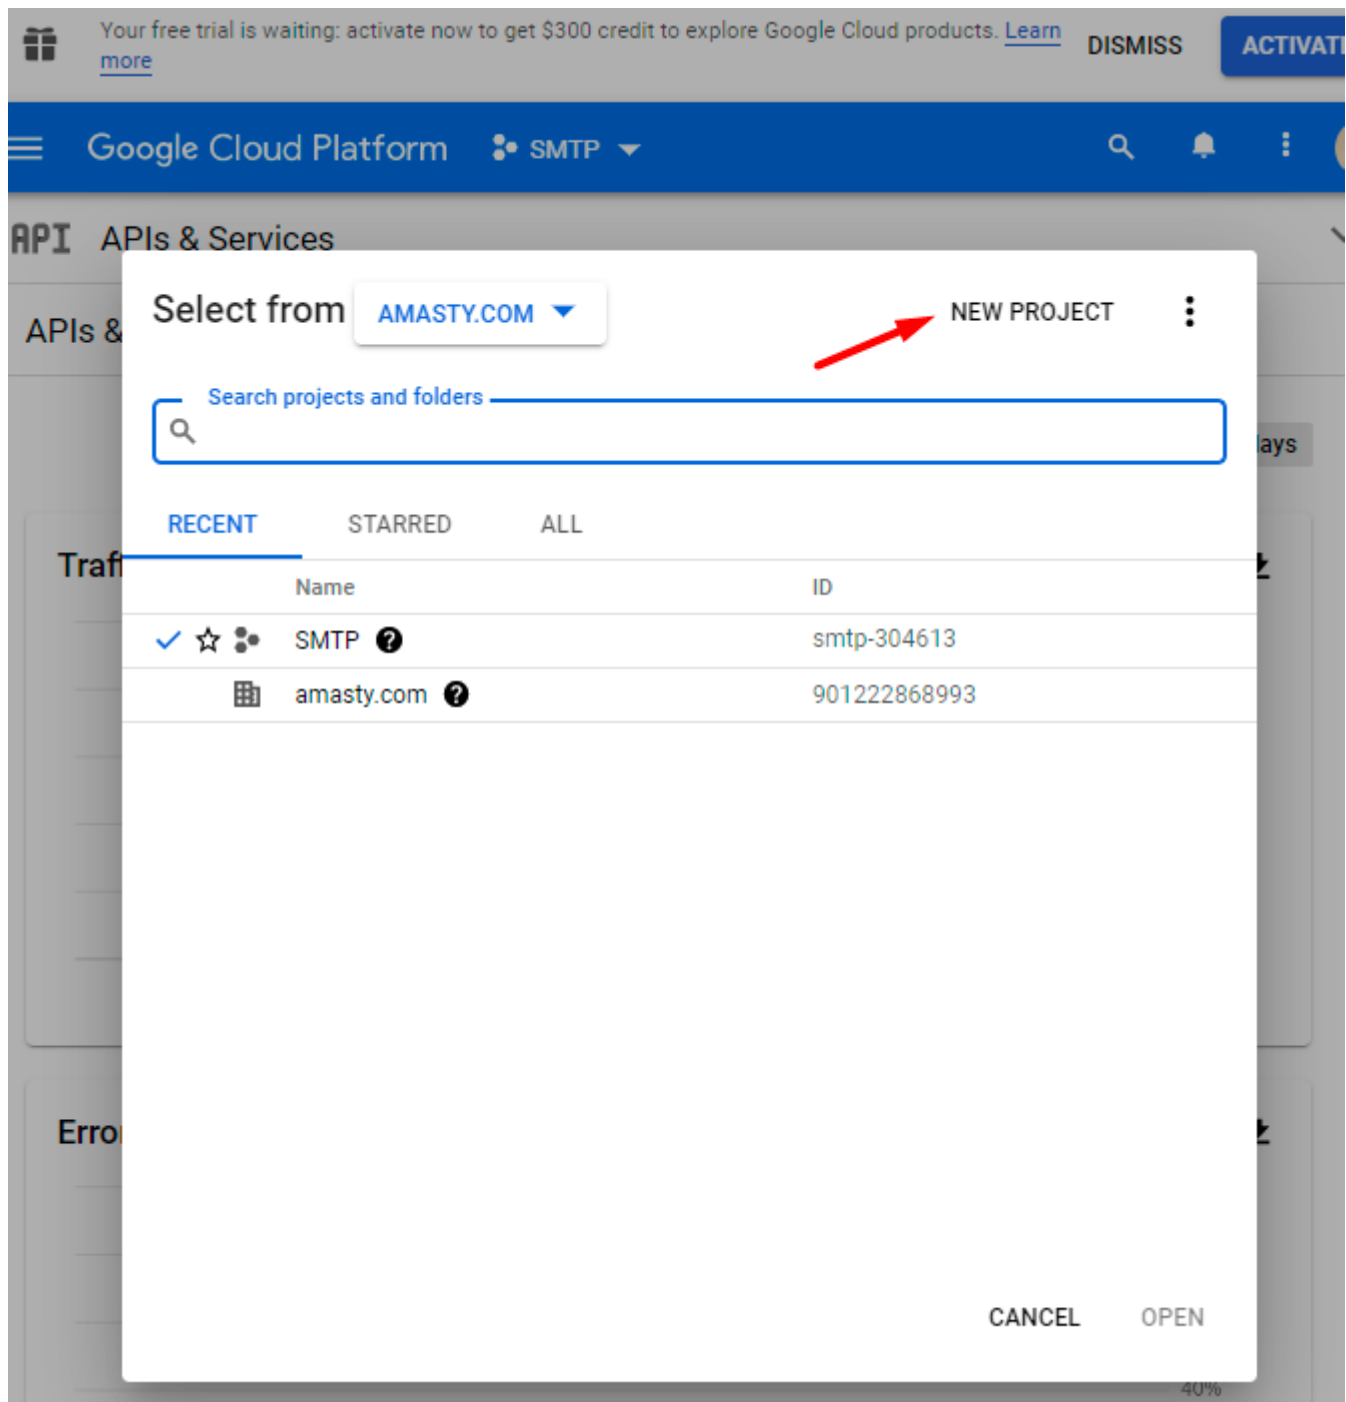 Your free trial is waiting: activate now to get $300 credit to explore Google Cloud products. Learn
more
DISMISS
ACTIVATE
Google Cloud Platform
SMTP
API
APIs & Services
APIs &
Select from
AMASTY.COM
NEW PROJECT
Search projects and folders
ays
RECENT
STARRED
ALL
Traff
Name
ID
SMTP
smtp-304613
amasty.com
901222868993
Erro
CANCEL
OPEN
40%